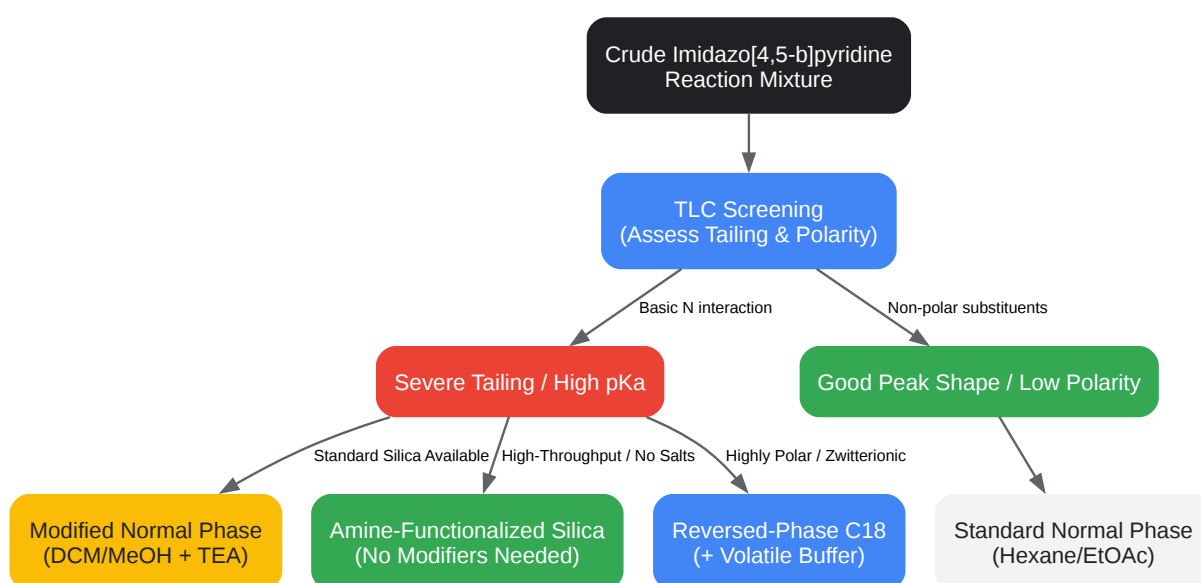 Crude Imidazo[4,5-b]pyridine
Reaction Mixture
TLC Screening
(Assess Tailing & Polarity)
Basic N interaction
Non-polar substituents
Severe Tailing / High pKa
Good Peak Shape / Low Polarity
Standard Silica Available
High-Throughput / No Salts
Highly Polar / Zwitterionic
Modified Normal Phase
(DCM/MeOH + TEA)
Amine-Functionalized Silica
(No Modifiers Needed)
Reversed-Phase C18
(+ Volatile Buffer)
Standard Normal Phase
(Hexane/EtOAc)